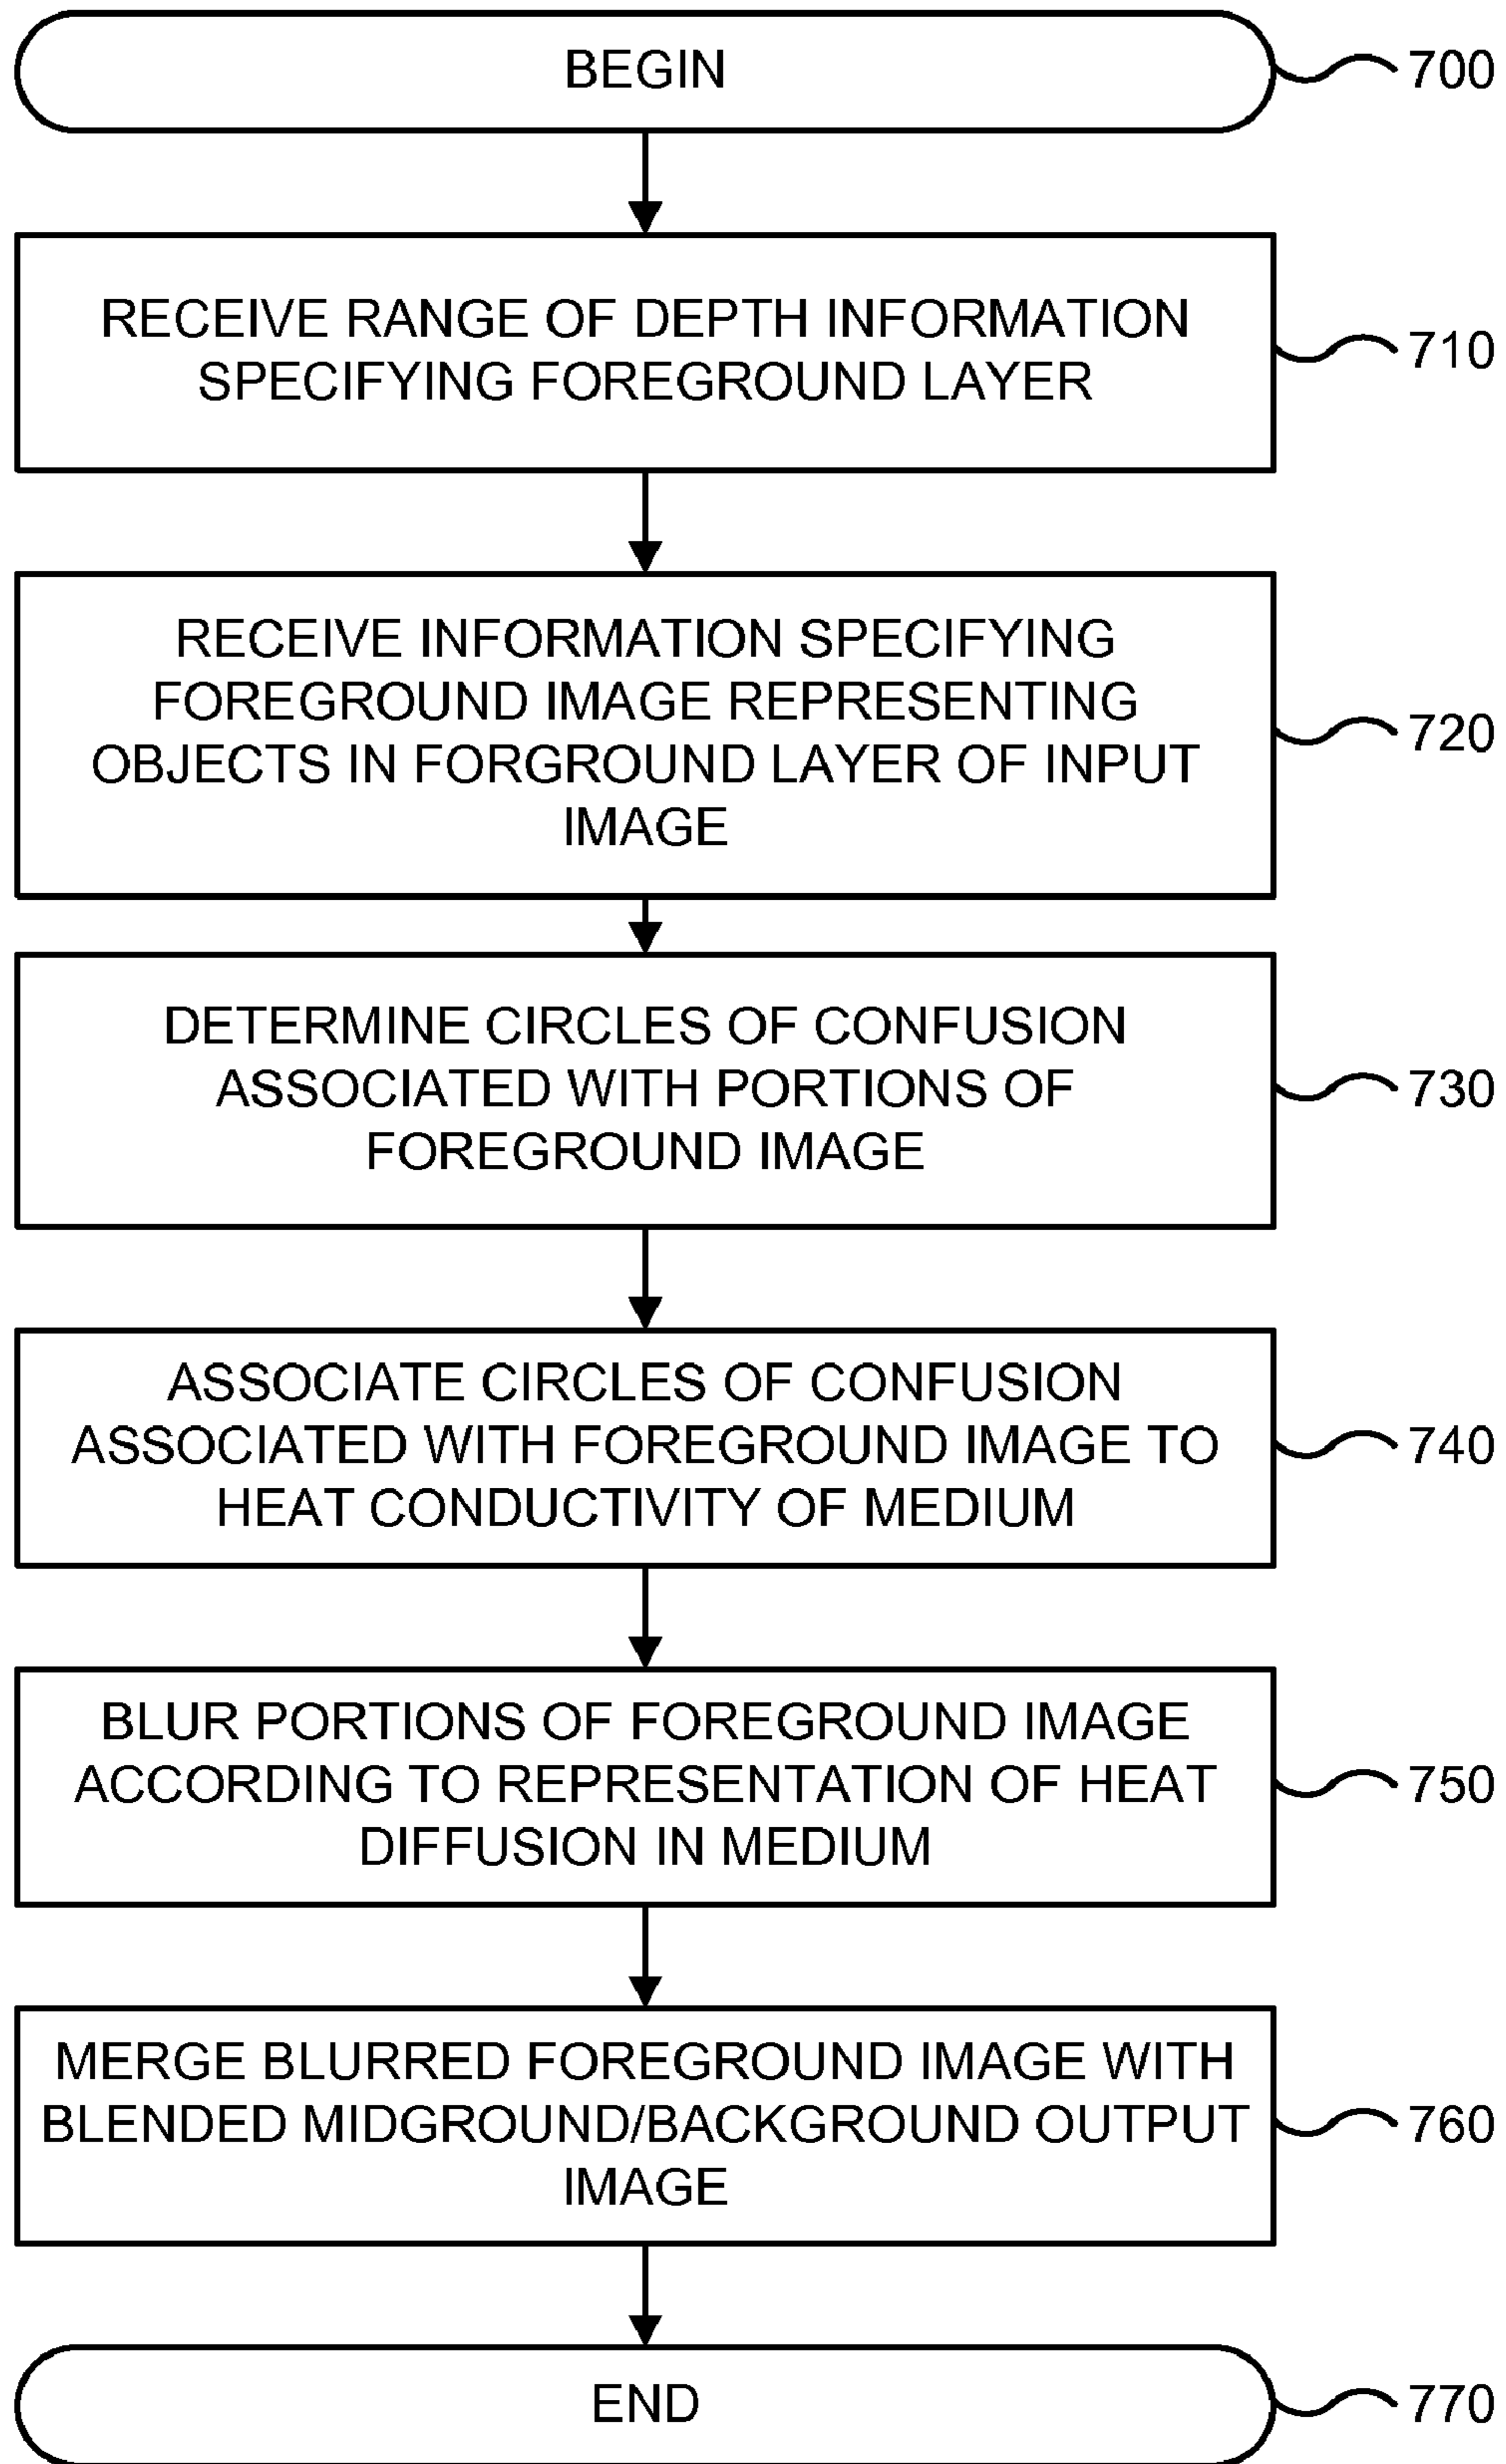 BEGIN
700
RECEIVE RANGE OF DEPTH INFORMATION
SPECIFYING FOREGROUND LAYER
710
RECEIVE INFORMATION SPECIFYING
FOREGROUND IMAGE REPRESENTING
OBJECTS IN FORGROUND LAYER OF INPUT
IMAGE
720
DETERMINE CIRCLES OF CONFUSION
ASSOCIATED WITH PORTIONS OF
FOREGROUND IMAGE
730
ASSOCIATE CIRCLES OF CONFUSION
ASSOCIATED WITH FOREGROUND IMAGE TO
HEAT CONDUCTIVITY OF MEDIUM
740
BLUR PORTIONS OF FOREGROUND IMAGE
ACCORDING TO REPRESENTATION OF HEAT
DIFFUSION IN MEDIUM
750
MERGE BLURRED FOREGROUND IMAGE WITH
BLENDED MIDGROUND/BACKGROUND OUTPUT
IMAGE
760
END
770